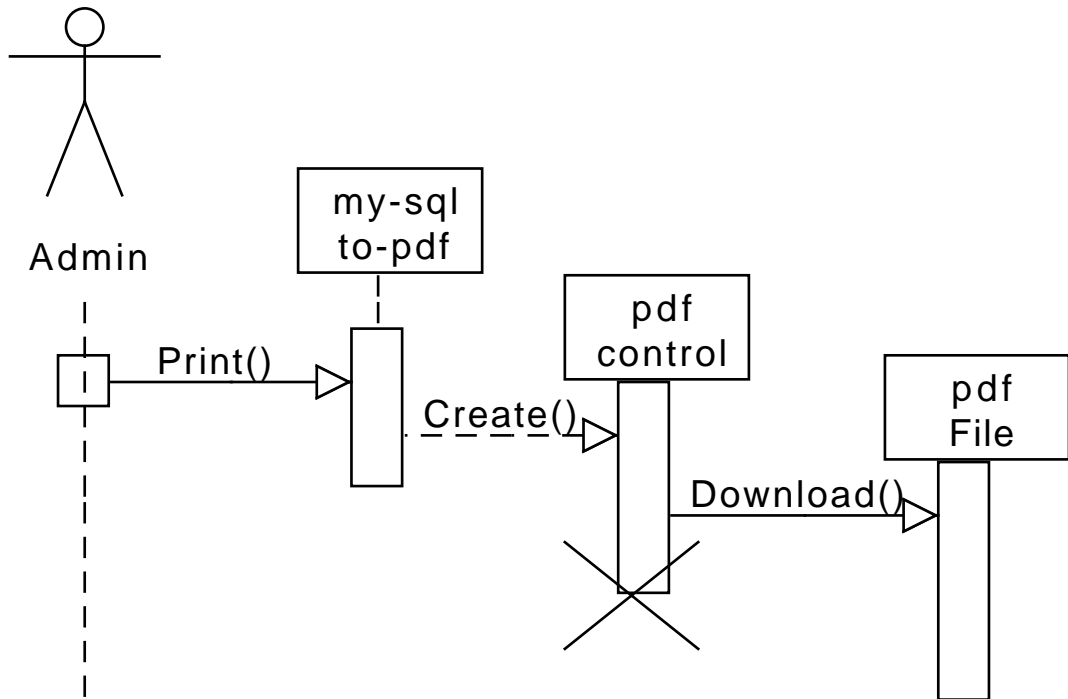 Admin
my-sql
to-pdf
pdf
control
pdf
File
Print()
Create()
Download()